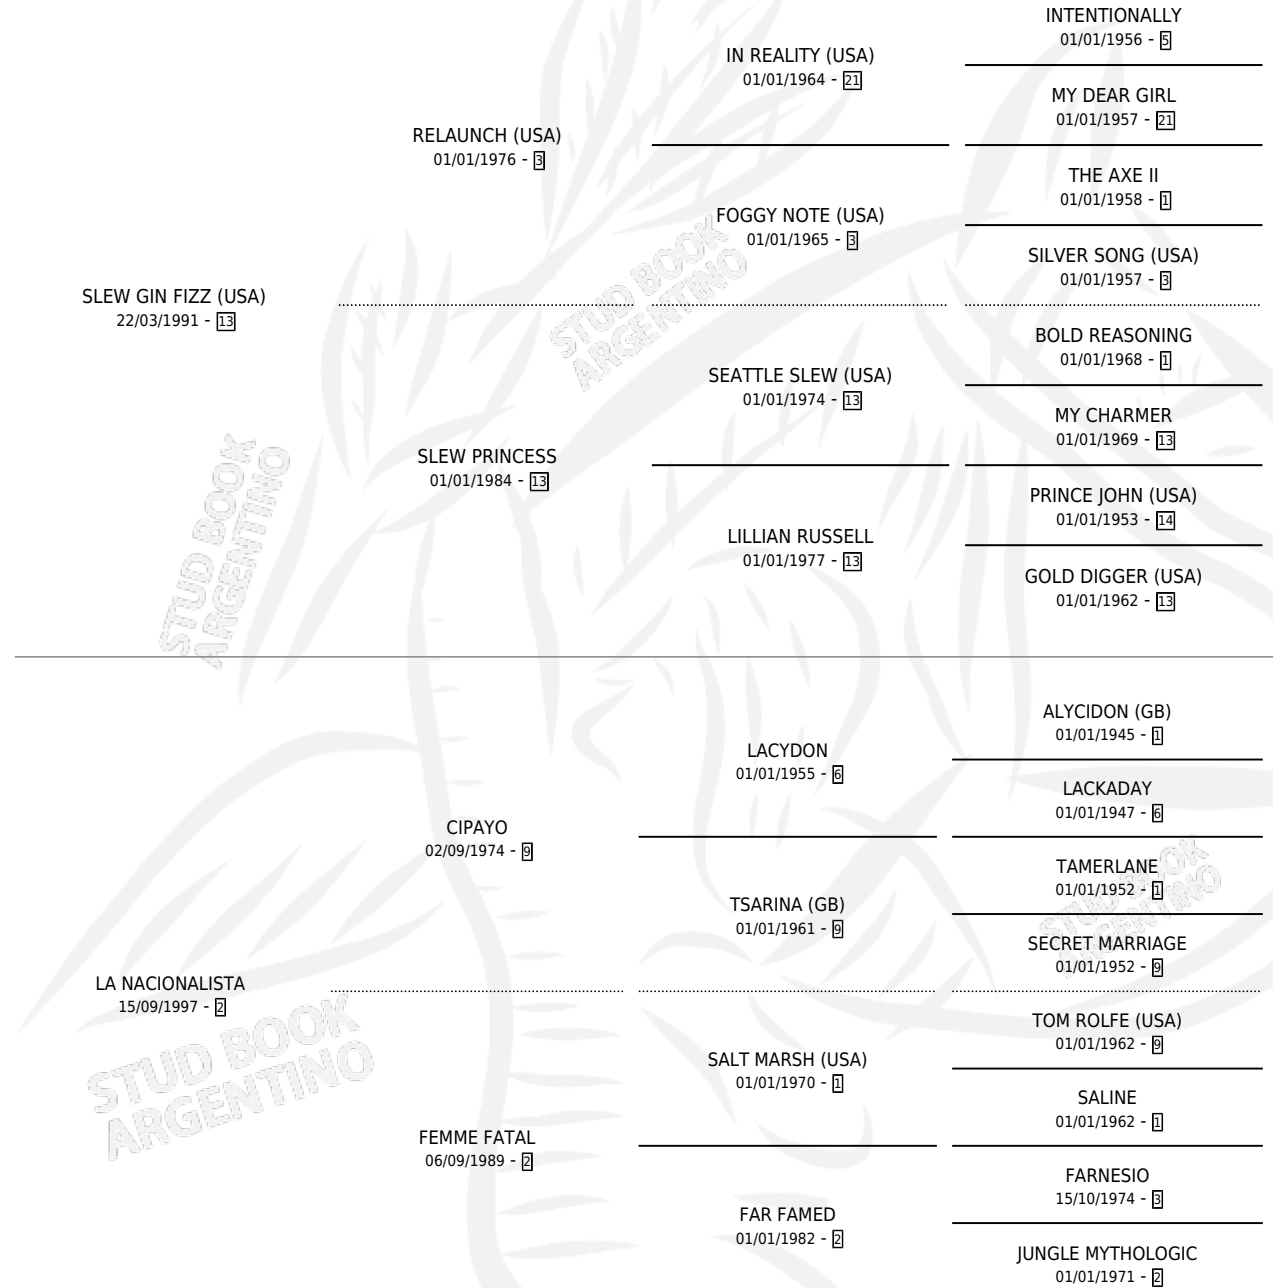 INTENTIONALLY
01/01/1956 - 5
IN REALITY (USA)
01/01/1964 - 21
MY DEAR GIRL
01/01/1957 - 21
RELAUNCH (USA)
01/01/1976 - 3
THE AXE II
01/01/1958 - 1
FOGGY NOTE (USA)
01/01/1965 - 3
SILVER SONG (USA)
01/01/1957 - 3
SLEW GIN FIZZ (USA)
22/03/1991 - 13
BOLD REASONING
01/01/1968 - 1
SEATTLE SLEW (USA)
01/01/1974 - 13
MY CHARMER
01/01/1969 - 13
SLEW PRINCESS
01/01/1984 - 13
PRINCE JOHN (USA)
01/01/1953 - 14
LILLIAN RUSSELL
01/01/1977 - 13
GOLD DIGGER (USA)
01/01/1962 - 13
ALYCIDON (GB)
01/01/1945 - 1
LACYDON
01/01/1955 - 6
LACKADAY
01/01/1947 - 6
CIPAYO
02/09/1974 - 9
TAMERLANE
01/01/1952 - 1
TSARINA (GB)
01/01/1961 - 9
SECRET MARRIAGE
01/01/1952 - 9
LA NACIONALISTA
15/09/1997 - 2
TOM ROLFE (USA)
01/01/1962 - 9
SALT MARSH (USA)
01/01/1970 - 1
SALINE
01/01/1962 - 1
FEMME FATAL
06/09/1989 - 2
FARNESIO
15/10/1974 - 3
FAR FAMED
01/01/1982 - 2
JUNGLE MYTHOLOGIC
01/01/1971 - 2
STUD BOOK
ARGENTINO
STUD BOOK
ARGENTINO
STUD BOOK
ARGENTINO
STUD BOOK
ARGENTINO